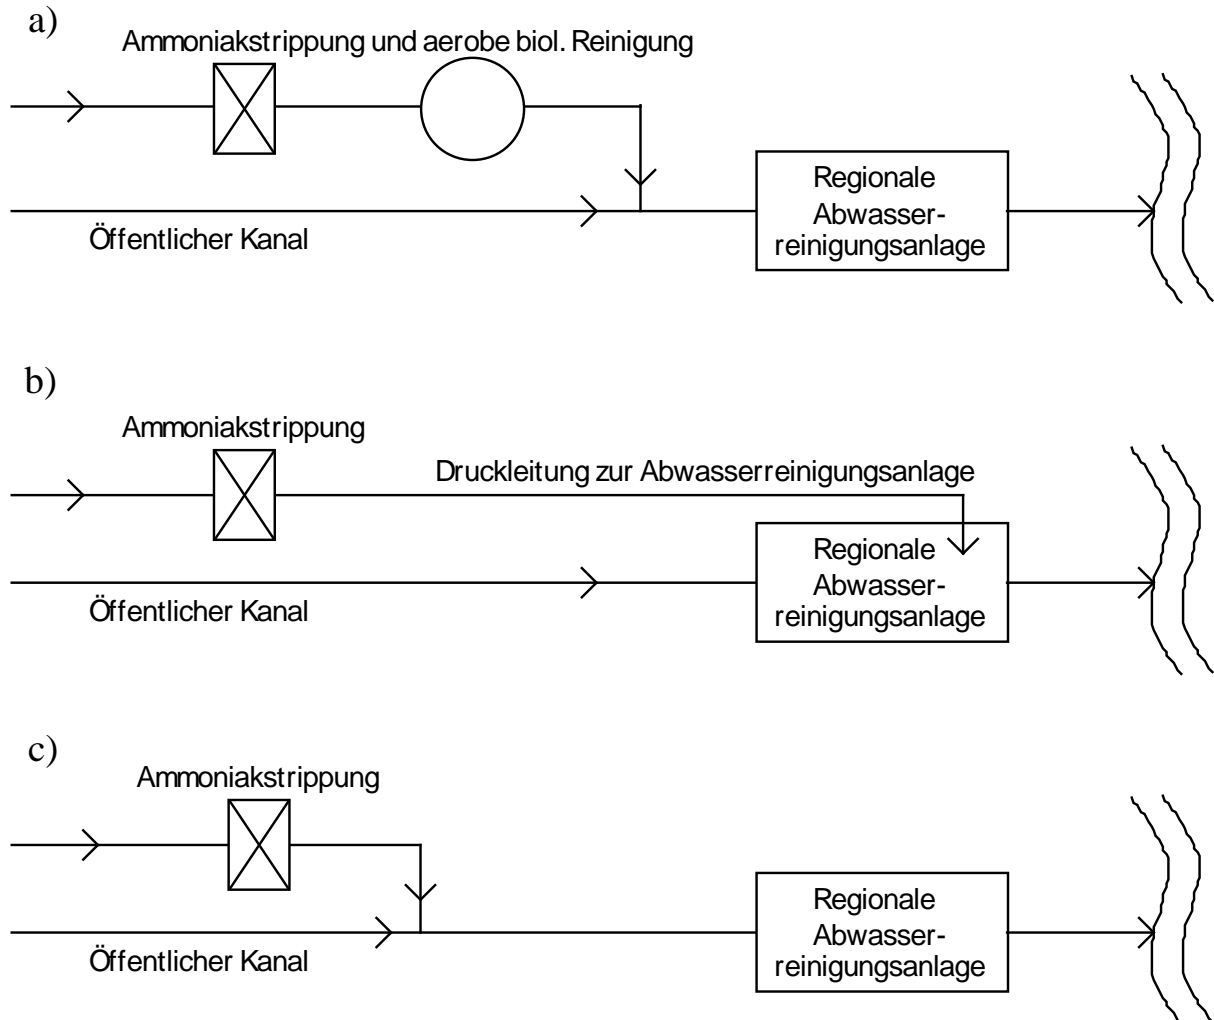 a)
Ammoniakstrippung und aerobe biol. Reinigung
Regionale
Abwasser-
reinigungsanlage
Öffentlicher Kanal
b)
Ammoniakstrippung
Druckleitung zur Abwasserreinigungsanlage
Regionale
Abwasser-
reinigungsanlage
Öffentlicher Kanal
c)
Ammoniakstrippung
Regionale
Abwasser-
reinigungsanlage
Öffentlicher Kanal